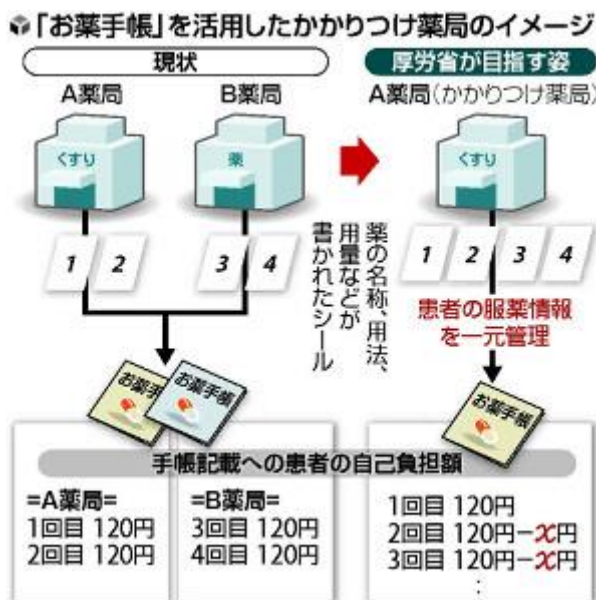 「お薬手帳」を活用したかかりつけ薬局のイメージ
現状
A薬局
B薬局
くすり
薬
1
2
3
4
薬の名称、用法、
用量などが
書かれたシール
厚労省が目指す姿
A薬局(かかりつけ薬局)
くすり
1
2
3
4
患者の服薬情報
を一元管理
お薬手帳
お薬手帳
お薬手帳
手帳記載への患者の自己負担額
=A薬局=
1回目 120円
2回目 120円
=B薬局=
3回目 120円
4回目 120円
1回目 120円
2回目 120円−x円
3回目 120円−x円
: